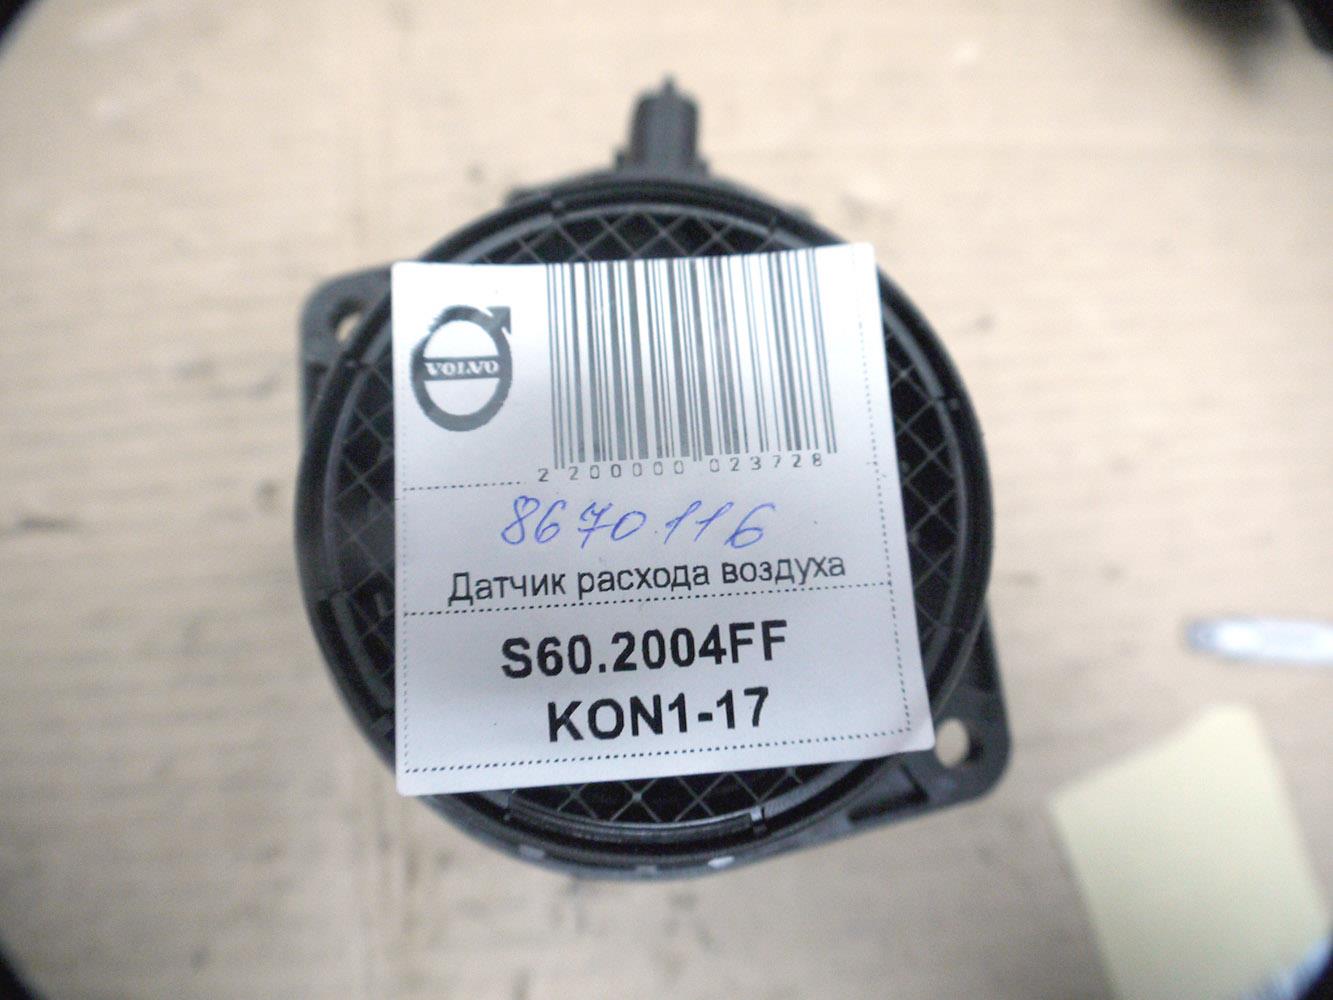 VOLVO
2 200000 023728
8670116
Датчик расхода воздуха
S60.2004FF
KON1-17